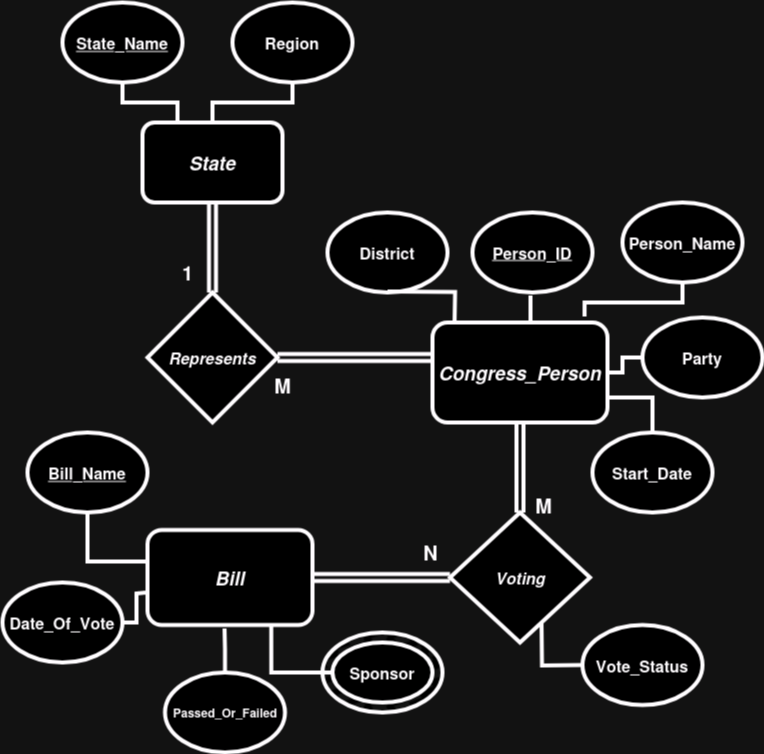 State_Name
Region
State
1
Represents
M
District
Person_ID
Person_Name
Congress_Person
Party
Start_Date
M
Voting
N
Vote_Status
Bill_Name
Bill
Date_Of_Vote
Passed_Or_Failed
Sponsor